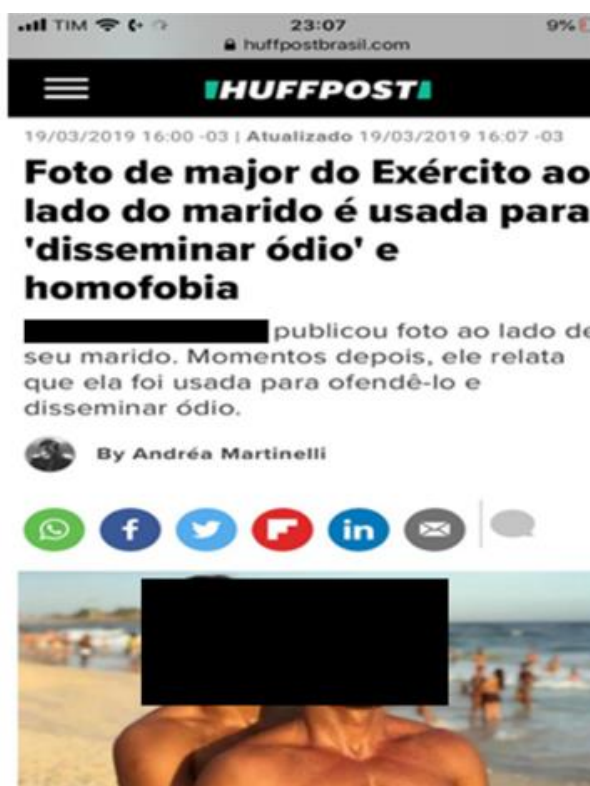 TIM 23:07 9%
huffpostbrasil.com
HUFFPOST
19/03/2019 16:00 -03 | Atualizado 19/03/2019 16:07 -03
Foto de major do Exército ao
lado do marido é usada para
'disseminar ódio' e
homofobia
publicou foto ao lado de
seu marido. Momentos depois, ele relata
que ela foi usada para ofendê-lo e
disseminar ódio.
By Andréa Martinelli
f in